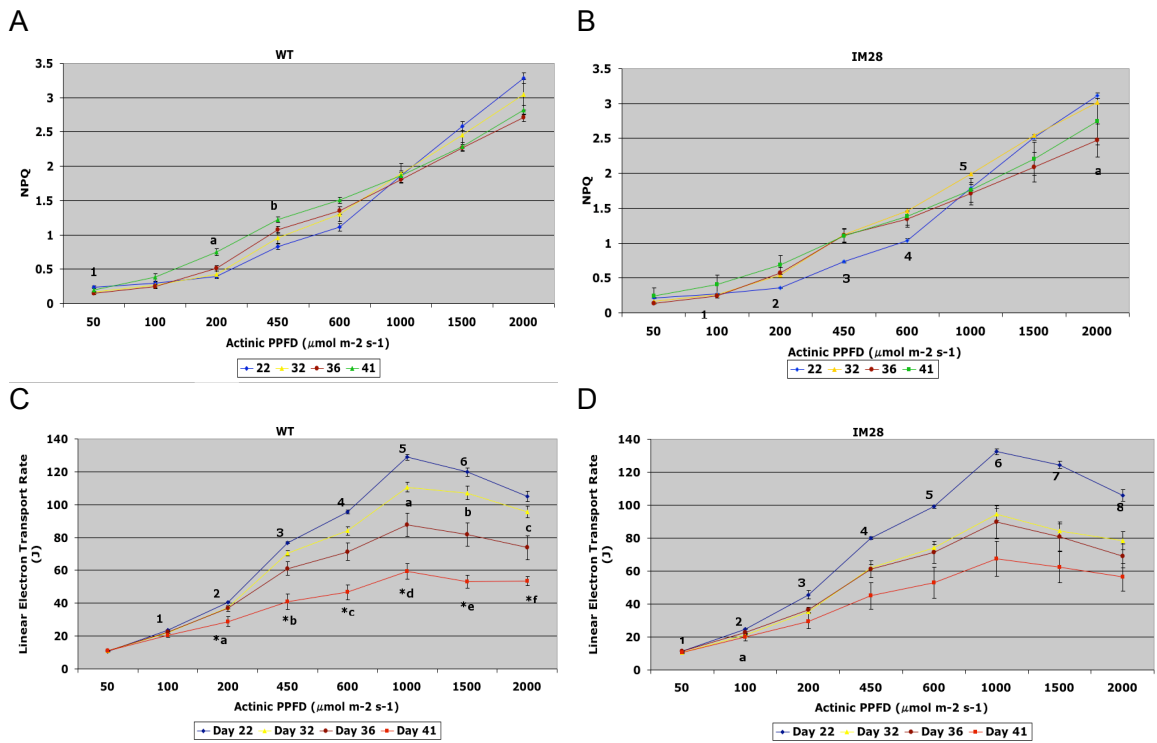 A
WT
3.5
3
2.5
2
1.5
1
0.5
0
NPQ
1
a
b
50 100 200 450 600 1000 1500 2000
Actinic PPFD (μmol m-2 s-1)
22 32 36 41
B
IM28
3.5
3
2.5
2
1.5
1
0.5
0
NPQ
1
2
3
4
5
a
50 100 200 450 600 1000 1500 2000
Actinic PPFD (μmol m-2 s-1)
22 32 36 41
C
WT
140
120
100
80
60
40
20
0
Linear Electron Transport Rate
(J)
1
2
3
4
5
6
a
b
c
*a
*b
*c
*d
*e
*f
50 100 200 450 600 1000 1500 2000
Actinic PPFD (μmol m-2 s-1)
Day 22 Day 32 Day 36 Day 41
D
IM28
140
120
100
80
60
40
20
0
Linear Electron Transport Rate
(J)
1
2
3
4
5
6
7
8
a
50 100 200 450 600 1000 1500 2000
Actinic PPFD (μmol m-2 s-1)
Day 22 Day 32 Day 36 Day 41